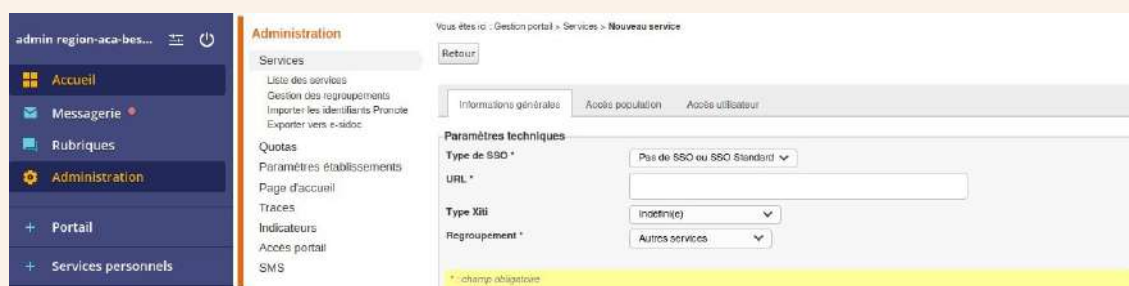 admin region-aca-bes...
Accueil
Messagerie
Rubriques
Administration
+ Portail
+ Services personnels
Administration
Services
Liste des services
Gestion des regroupements
Importer les identifiants Pronote
Exporter vers e-sidoc
Quotas
Paramètres établissements
Page d'accueil
Traces
Indicateurs
Accès portail
SMS
Vous êtes ici : Gestion portail > Services > Nouveau service
Retour
Informations générales Accès population Accès utilisateur
Paramètres techniques
Type de SSO * Pas de SSO ou SSO Standard
URL *
Type Xiti Indéfini(e)
Regroupement * Autres services
* : champ obligatoire